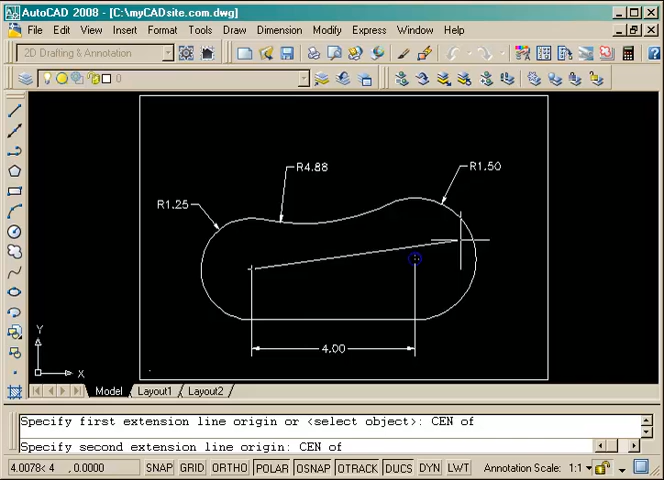 AutoCAD 2008 - [C:\myCADsite.com.dwg]
File Edit View Insert Format Tools Draw Dimension Modify Express Window Help
2D Drafting & Annotation
0
R4.88
R1.50
R1.25
4.00
Y
X
Model Layout1 Layout2
Specify first extension line origin or <select object>: CEN of
Specify second extension line origin: CEN of
4.0078< 4 , 0.0000 SNAP GRID ORTHO POLAR OSNAP OTRACK DUCS DYN LWT Annotation Scale: 1:1